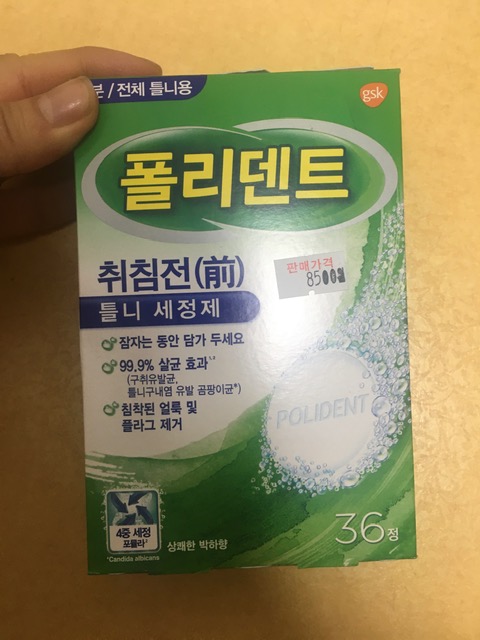 분 / 전체 틀니용
gsk
폴리덴트
취침전(前)
판매가격
8500원
틀니 세정제
잠자는 동안 담가 두세요
99.9% 살균 효과
(구취유발균,
틀니구내염 유발 곰팡이균*)
침착된 얼룩 및
플라그 제거
POLIDENT
4중 세정
포뮬라
상쾌한 박하향
36정
*Candida albicans